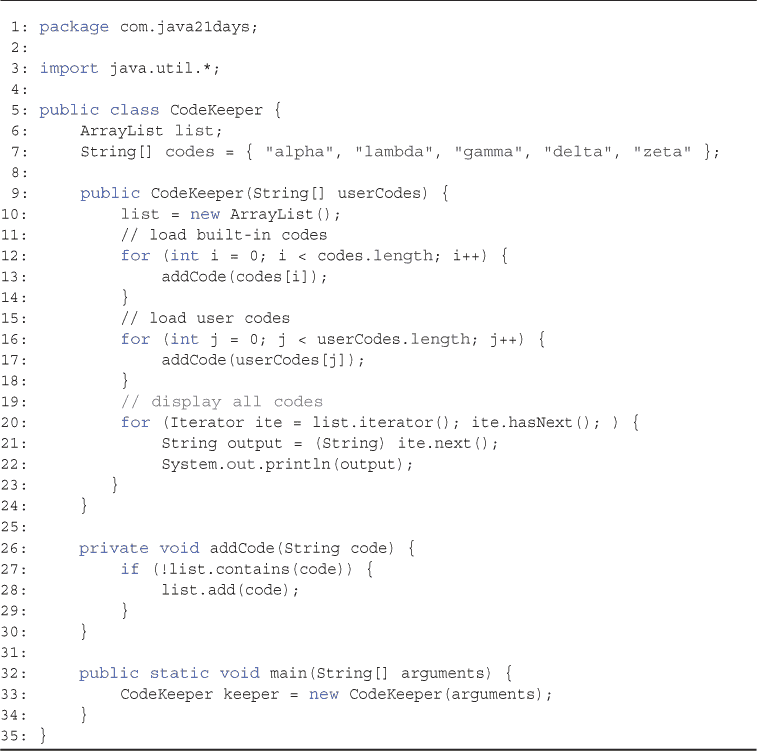 1: package com.java21days;
2:
3: import java.util.*;
4:
5: public class CodeKeeper {
6:     ArrayList list;
7:     String[] codes = { "alpha", "lambda", "gamma", "delta", "zeta" };
8:
9:     public CodeKeeper(String[] userCodes) {
10:         list = new ArrayList();
11:         // load built-in codes
12:         for (int i = 0; i < codes.length; i++) {
13:             addCode(codes[i]);
14:         }
15:         // load user codes
16:         for (int j = 0; j < userCodes.length; j++) {
17:             addCode(userCodes[j]);
18:         }
19:         // display all codes
20:         for (Iterator ite = list.iterator(); ite.hasNext(); ) {
21:             String output = (String) ite.next();
22:             System.out.println(output);
23:        }
24:     }
25:
26:     private void addCode(String code) {
27:         if (!list.contains(code)) {
28:             list.add(code);
29:         }
30:     }
31:
32:     public static void main(String[] arguments) {
33:         CodeKeeper keeper = new CodeKeeper(arguments);
34:     }
35: }